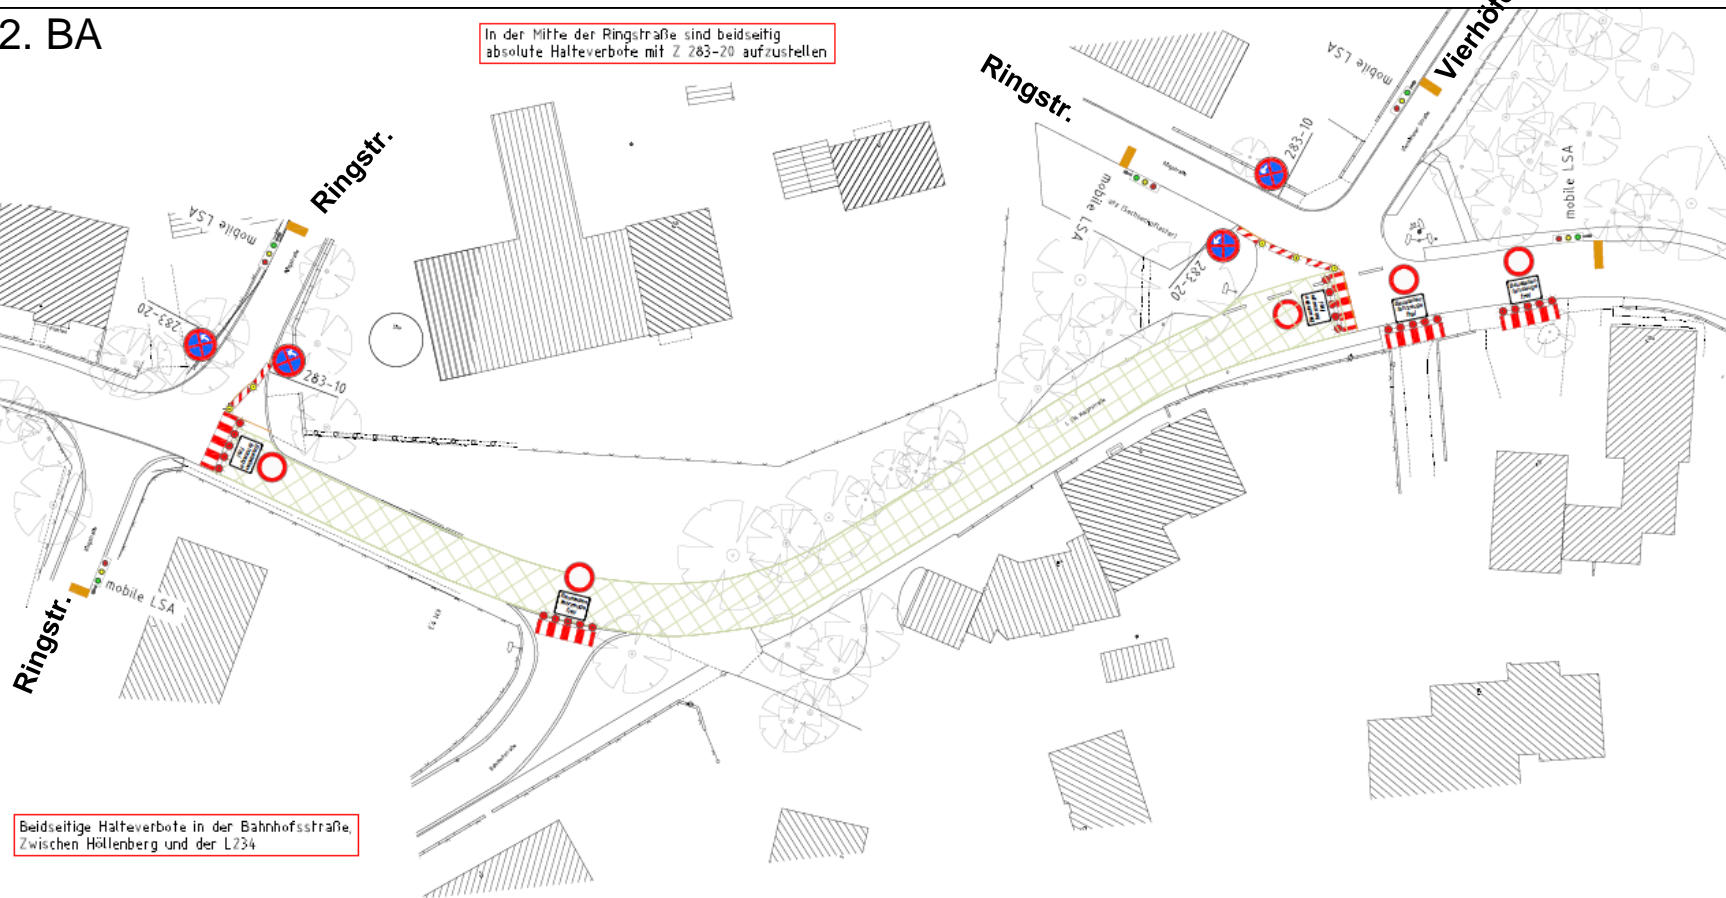 2. BA
In der Mitte der Ringstraße sind beidseitig
absolute Halteverbote mit Z 283-20 aufzustellen
Ringstr.
mobile LSA
283-20
283-10
Ringstr.
mobile LSA
283-20
283-10
mobile LSA
Vierhöfe
mobile LSA
Ringstr.
mobile LSA
Bahnhofstraße
Beidseitige Halteverbote in der Bahnhofsstraße,
Zwischen Höllenberg und der L234